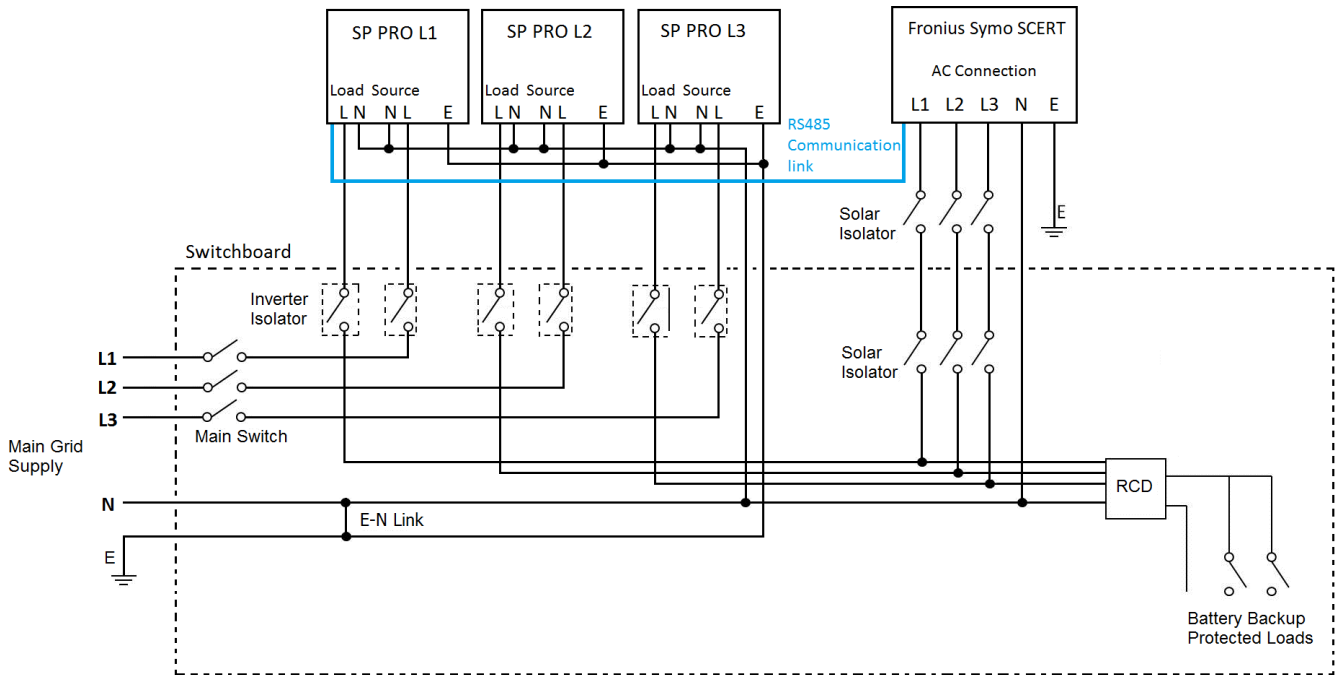 SP PRO L1
SP PRO L2
SP PRO L3
Fronius Symo SCERT
AC Connection
Load Source
Load Source
Load Source
L N N L E
L N N L E
L N N L E
L1 L2 L3 N E
RS485
Communication
link
Solar
Isolator
E
Switchboard
Inverter
Isolator
L1
L2
L3
Main Switch
Solar
Isolator
Main Grid
Supply
N
E-N Link
E
RCD
Battery Backup
Protected Loads